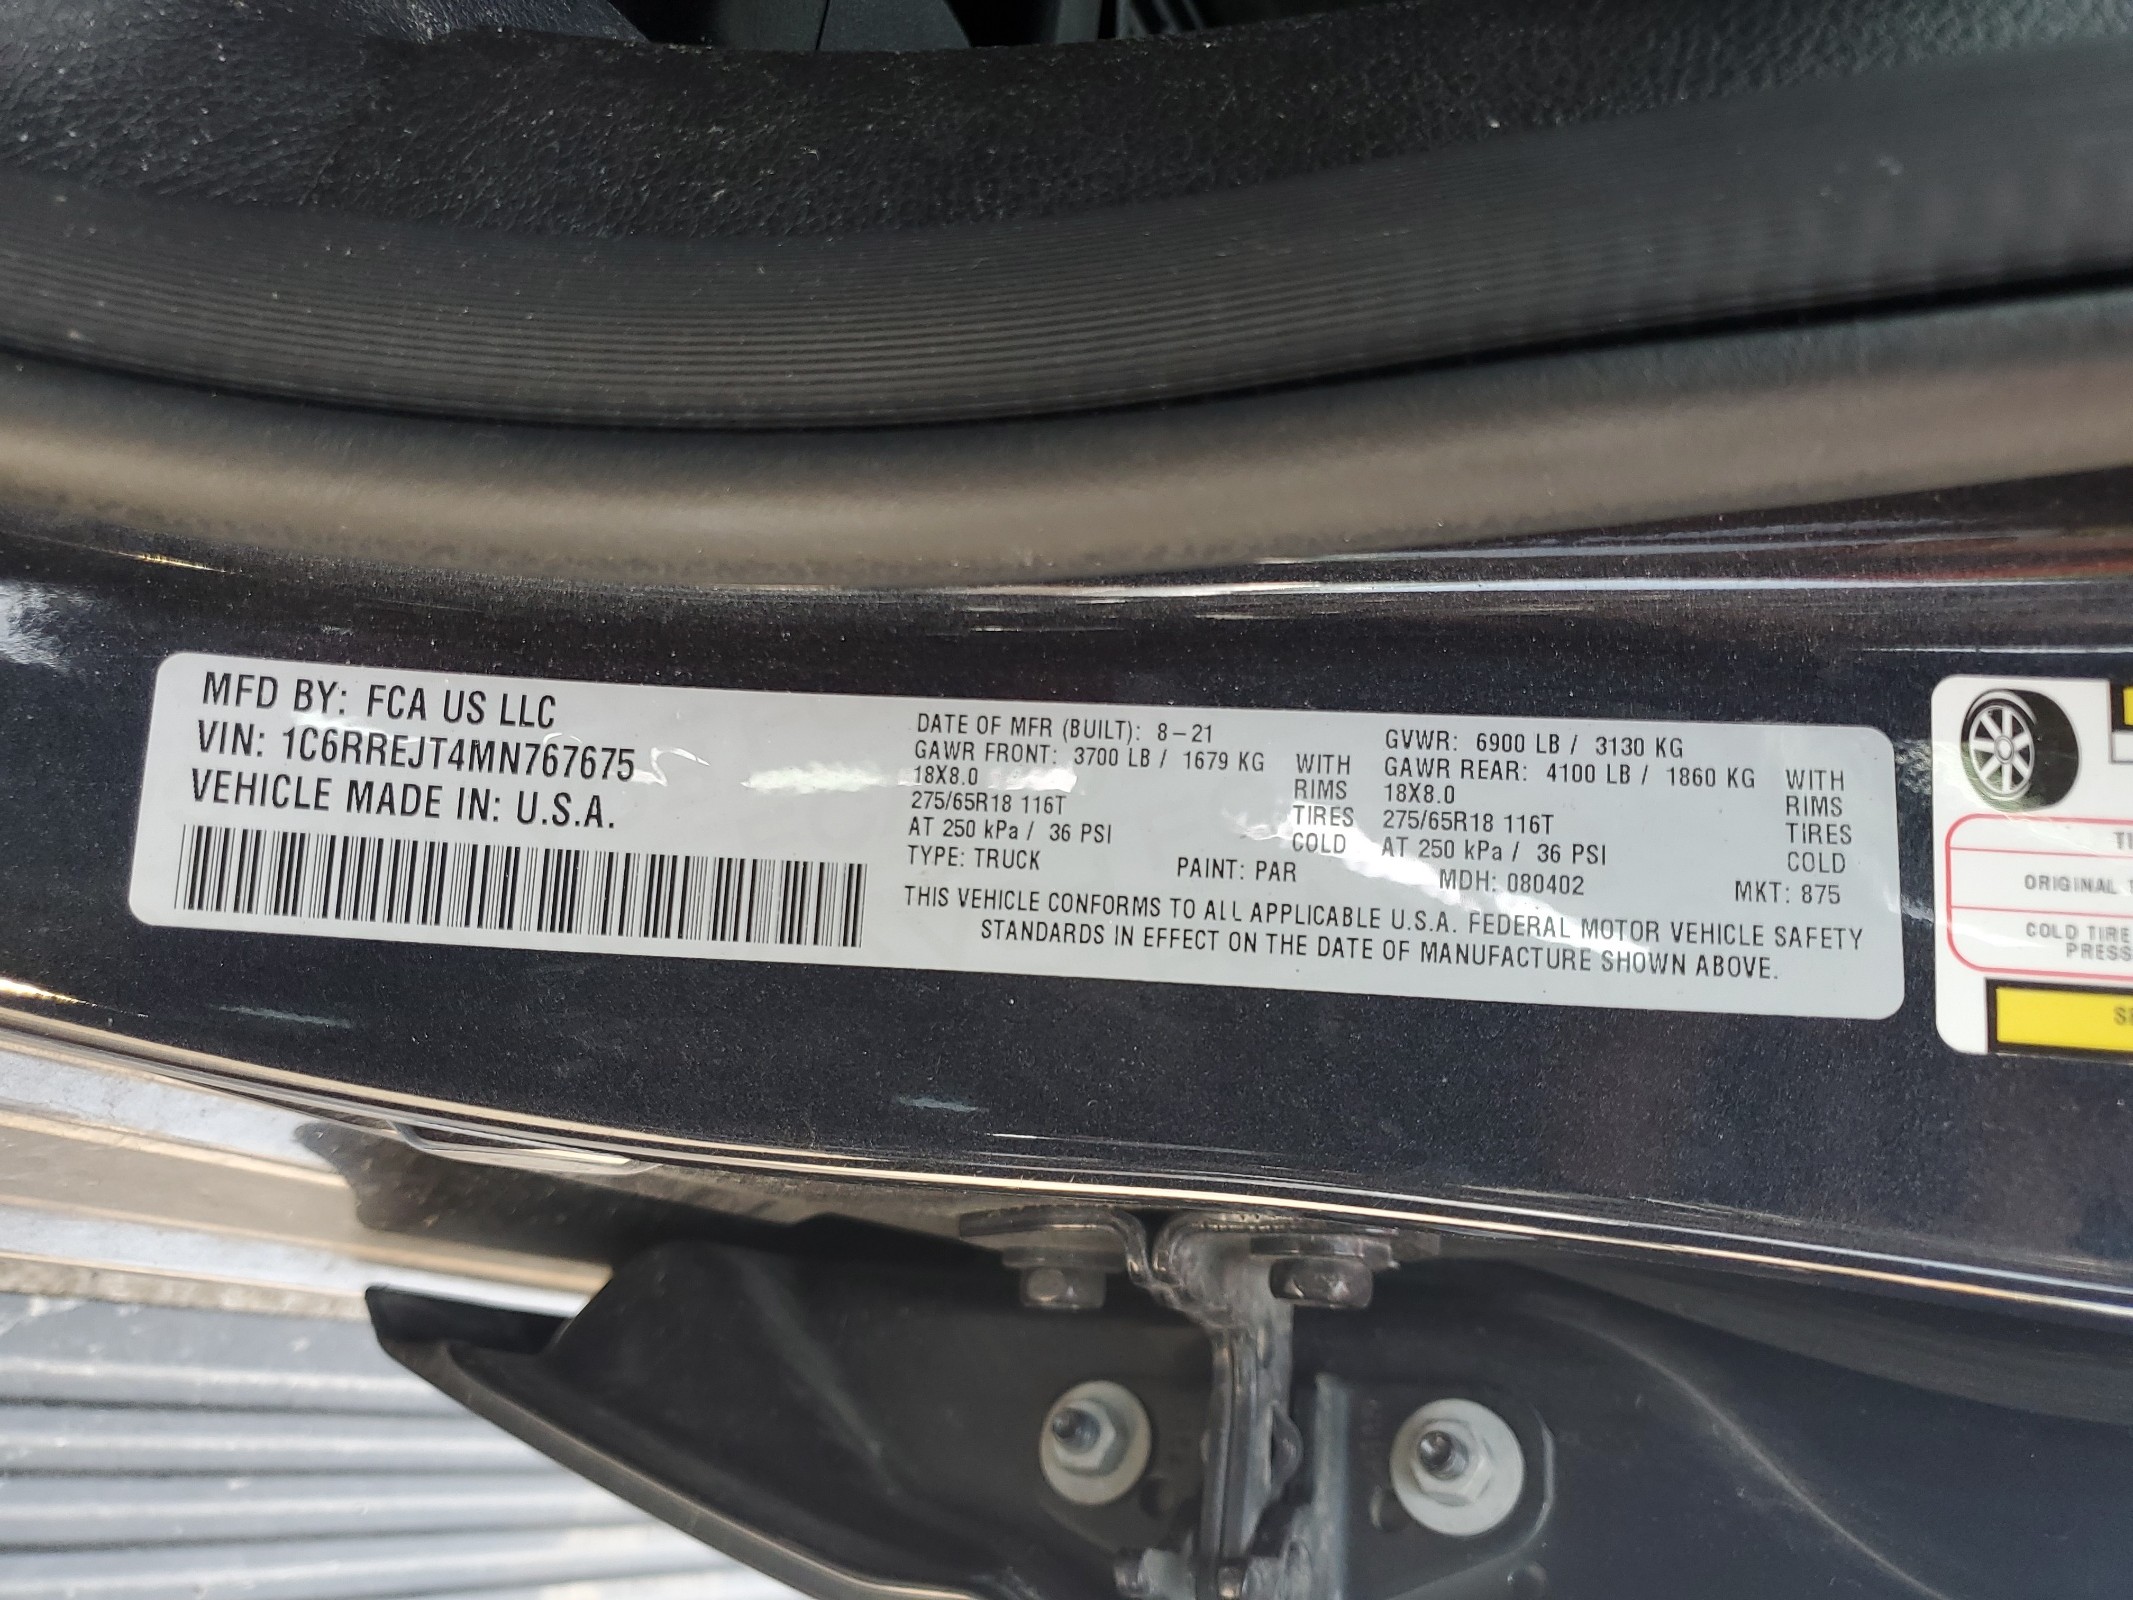 MFD BY: FCA US LLC
VIN: 1C6RREJT4MN767675
VEHICLE MADE IN: U.S.A.
DATE OF MFR (BUILT): 8-21
GAWR FRONT: 3700 LB / 1679 KG WITH
18X8.0 RIMS
275/65R18 116T TIRES
AT 250 kPa / 36 PSI COLD
GVWR: 6900 LB / 3130 KG
GAWR REAR: 4100 LB / 1860 KG WITH
18X8.0 RIMS
275/65R18 116T TIRES
AT 250 kPa / 36 PSI COLD
TYPE: TRUCK PAINT: PAR MDH: 080402 MKT: 875
THIS VEHICLE CONFORMS TO ALL APPLICABLE U.S.A. FEDERAL MOTOR VEHICLE SAFETY
STANDARDS IN EFFECT ON THE DATE OF MANUFACTURE SHOWN ABOVE.
ORIGINAL
COLD TIRE
PRESS